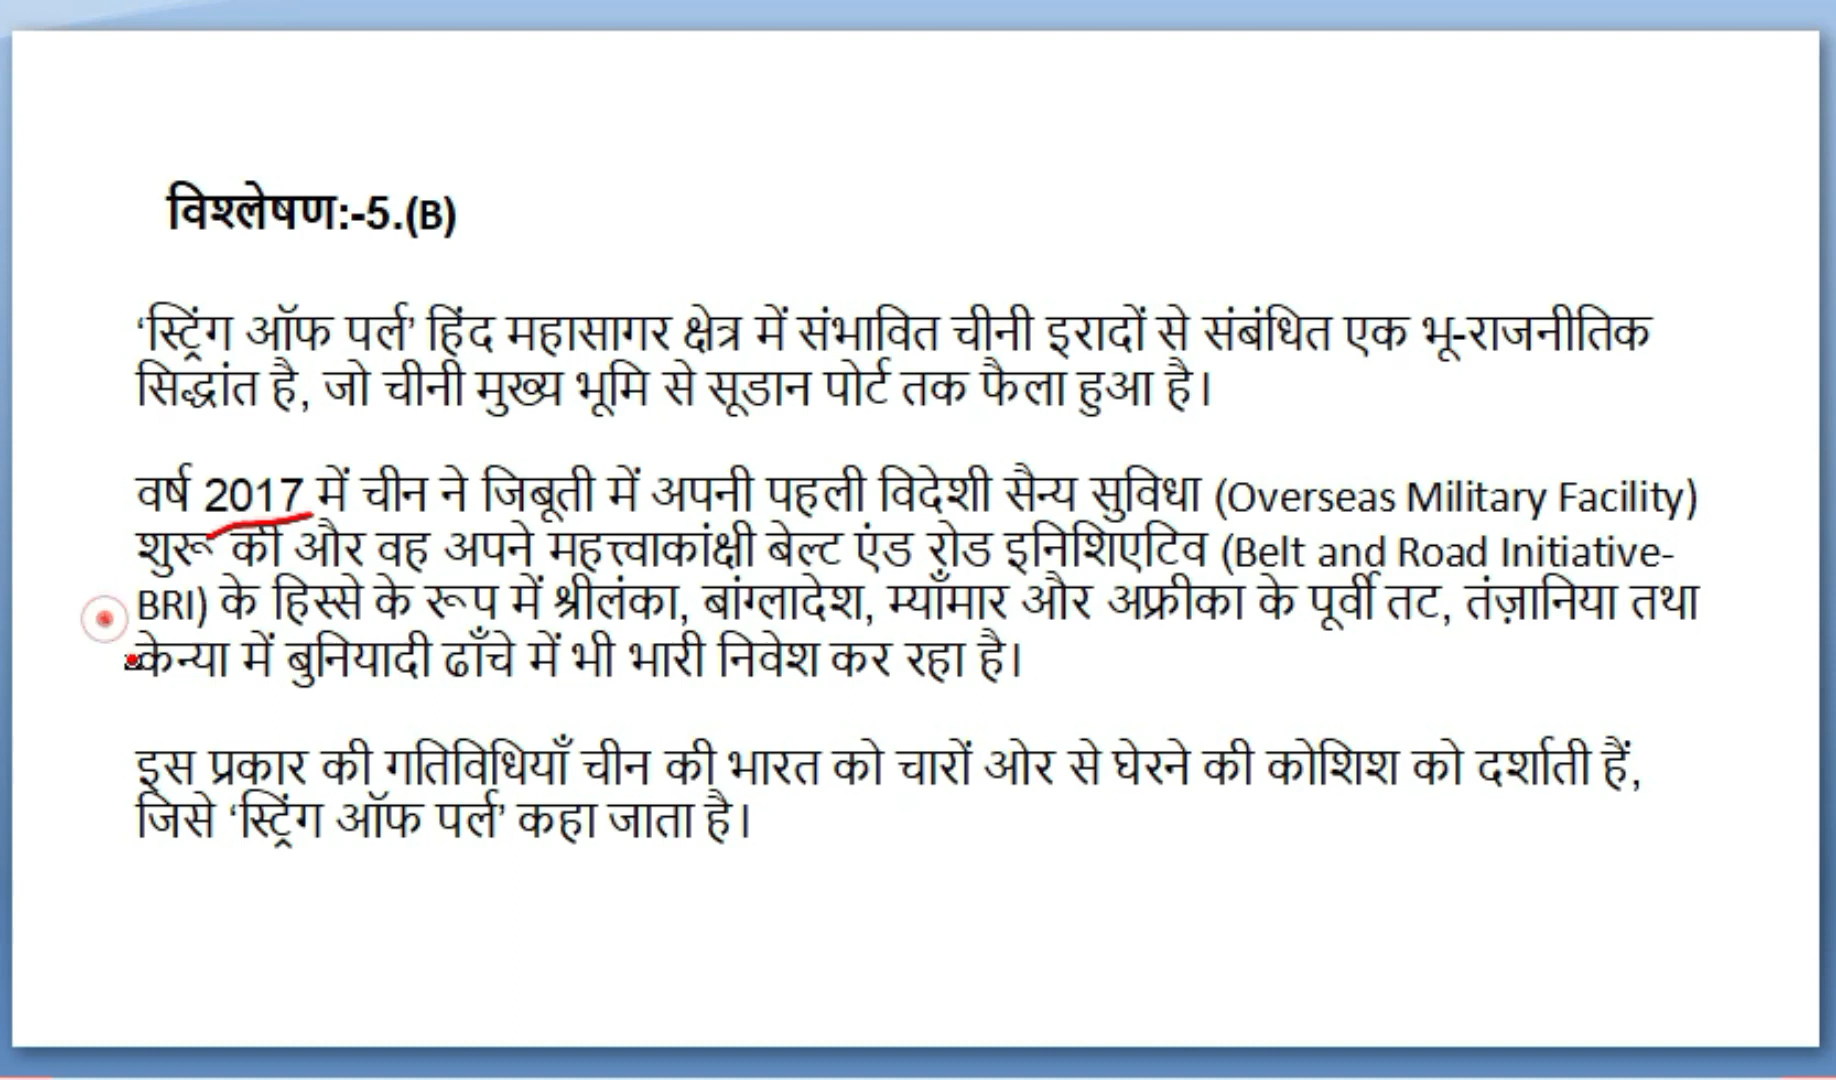 विश्लेषण:-5.(B)
‘स्ट्रिंग ऑफ पर्ल’ हिंद महासागर क्षेत्र में संभावित चीनी इरादों से संबंधित एक भू-राजनीतिक
सिद्धांत है, जो चीनी मुख्य भूमि से सूडान पोर्ट तक फैला हुआ है।
वर्ष 2017 में चीन ने जिबूती में अपनी पहली विदेशी सैन्य सुविधा (Overseas Military Facility)
शुरू की और वह अपने महत्त्वाकांक्षी बेल्ट एंड रोड इनिशिएटिव (Belt and Road Initiative-
BRI) के हिस्से के रूप में श्रीलंका, बांग्लादेश, म्याँमार और अफ्रीका के पूर्वी तट, तंज़ानिया तथा
केन्या में बुनियादी ढाँचे में भी भारी निवेश कर रहा है।
इस प्रकार की गतिविधियाँ चीन की भारत को चारों ओर से घेरने की कोशिश को दर्शाती हैं,
जिसे ‘स्ट्रिंग ऑफ पर्ल’ कहा जाता है।